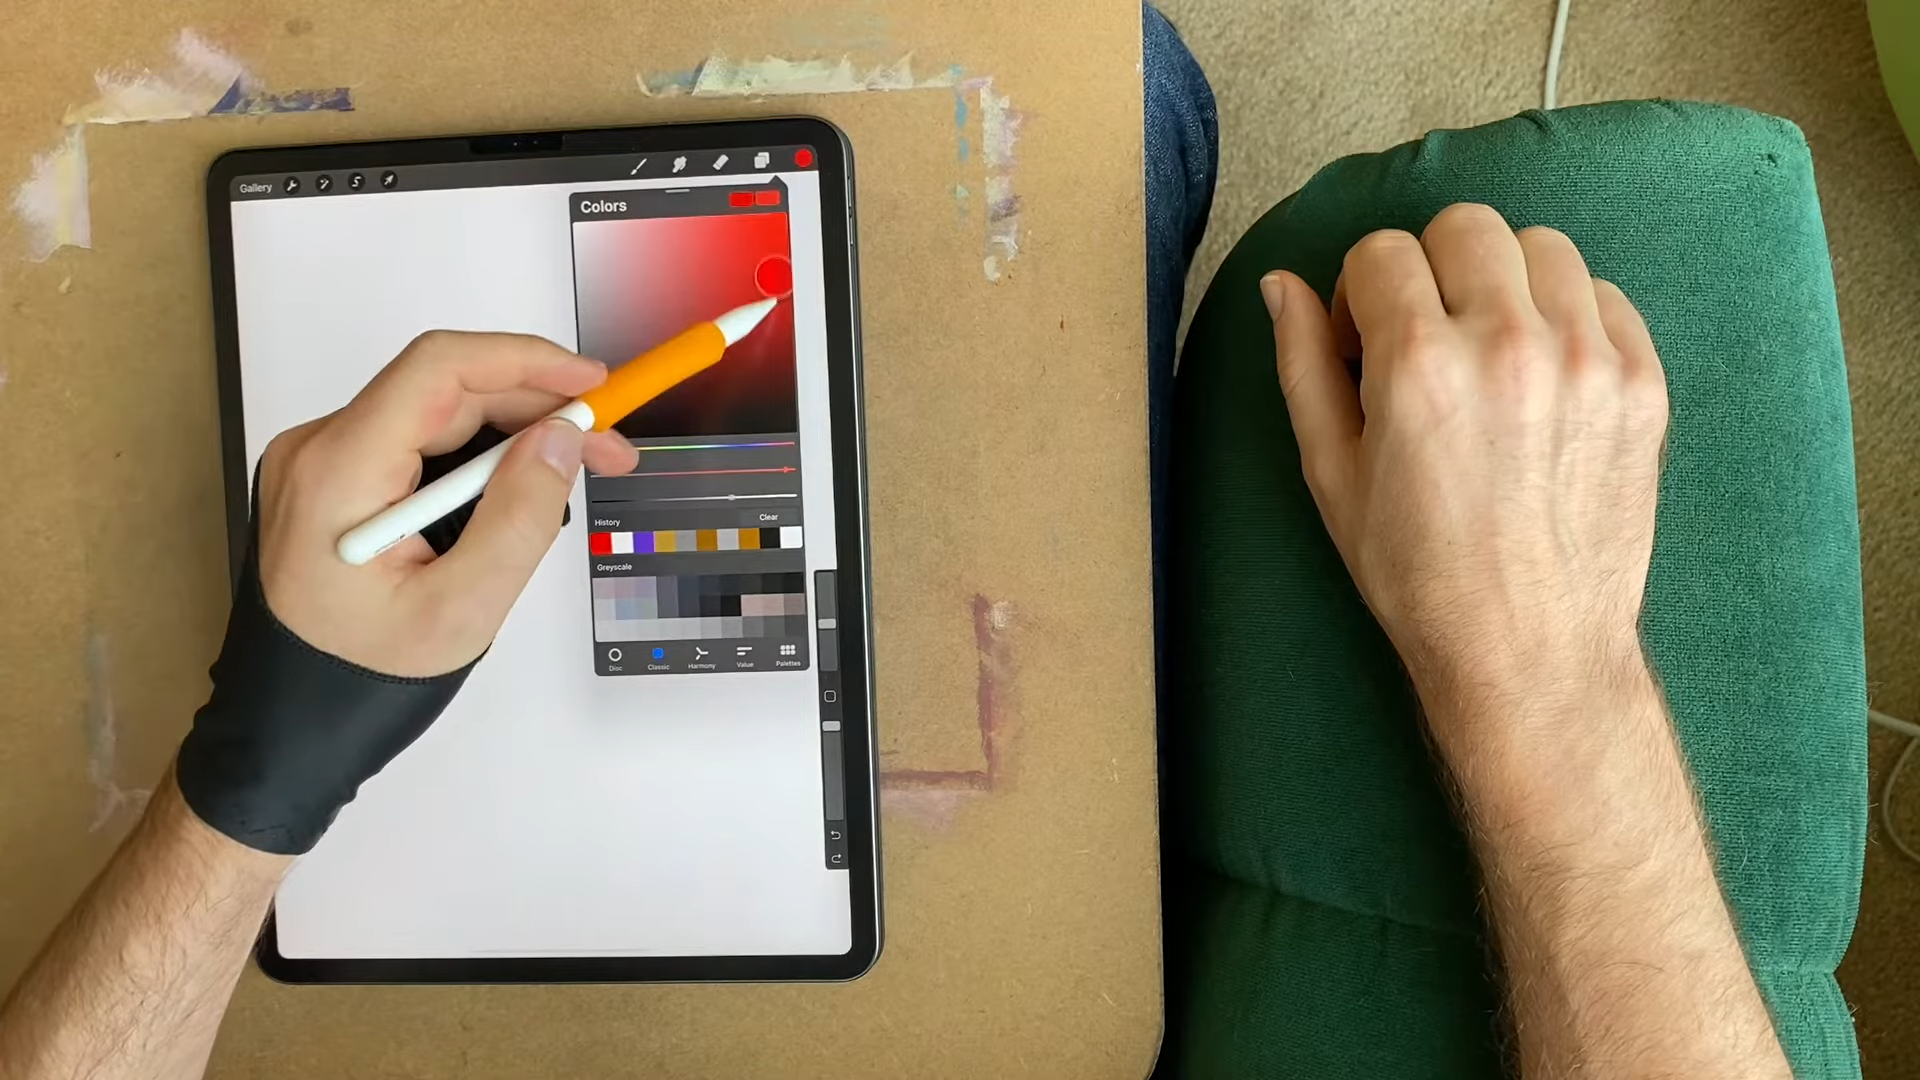 Gallery
Colors
History
Clear
Greyscale
Disc
Classic
Harmony
Value
Palettes